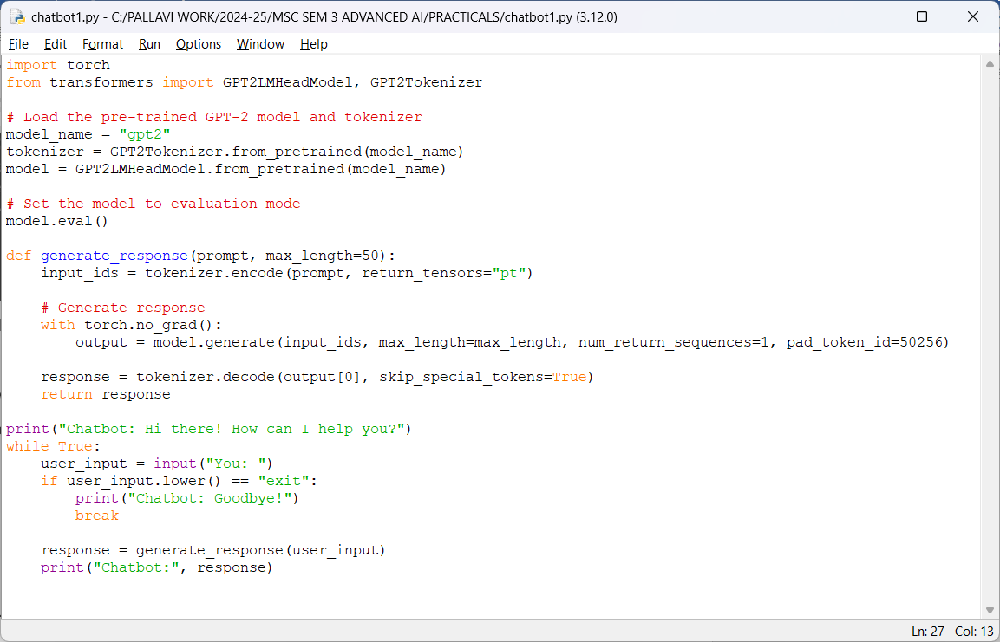 chatbot1.py - C:/PALLAVI WORK/2024-25/MSC SEM 3 ADVANCED AI/PRACTICALS/chatbot1.py (3.12.0)
File Edit Format Run Options Window Help
import torch
from transformers import GPT2LMHeadModel, GPT2Tokenizer

# Load the pre-trained GPT-2 model and tokenizer
model_name = "gpt2"
tokenizer = GPT2Tokenizer.from_pretrained(model_name)
model = GPT2LMHeadModel.from_pretrained(model_name)

# Set the model to evaluation mode
model.eval()

def generate_response(prompt, max_length=50):
    input_ids = tokenizer.encode(prompt, return_tensors="pt")

    # Generate response
    with torch.no_grad():
        output = model.generate(input_ids, max_length=max_length, num_return_sequences=1, pad_token_id=50256)

    response = tokenizer.decode(output[0], skip_special_tokens=True)
    return response

print("Chatbot: Hi there! How can I help you?")
while True:
    user_input = input("You: ")
    if user_input.lower() == "exit":
        print("Chatbot: Goodbye!")
        break

    response = generate_response(user_input)
    print("Chatbot:", response)
Ln: 27 Col: 13